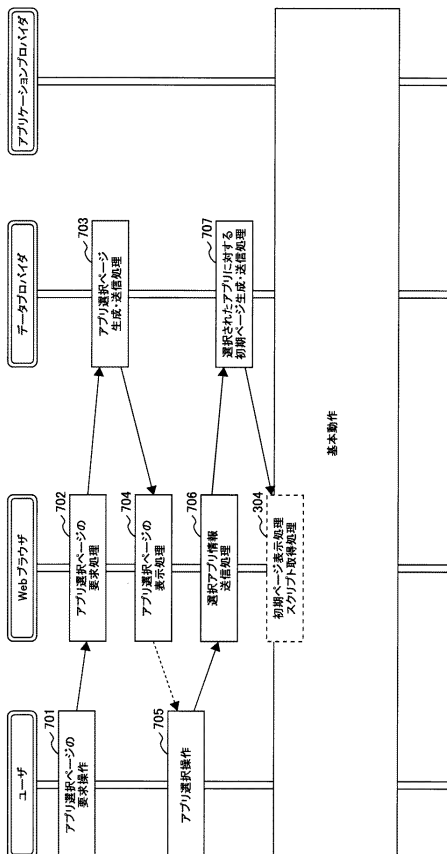 ユーザ
Webブラウザ
データプロバイダ
アプリケーションプロバイダ
701
アプリ選択ページの
要求操作
702
アプリ選択ページの
要求処理
703
アプリ選択ページ
生成・送信処理
704
アプリ選択ページの
表示処理
705
アプリ選択操作
706
選択アプリ情報
送信処理
707
選択されたアプリに対する
初期ページ生成・送信処理
304
初期ページ表示処理
スクリプト取得処理
基本動作